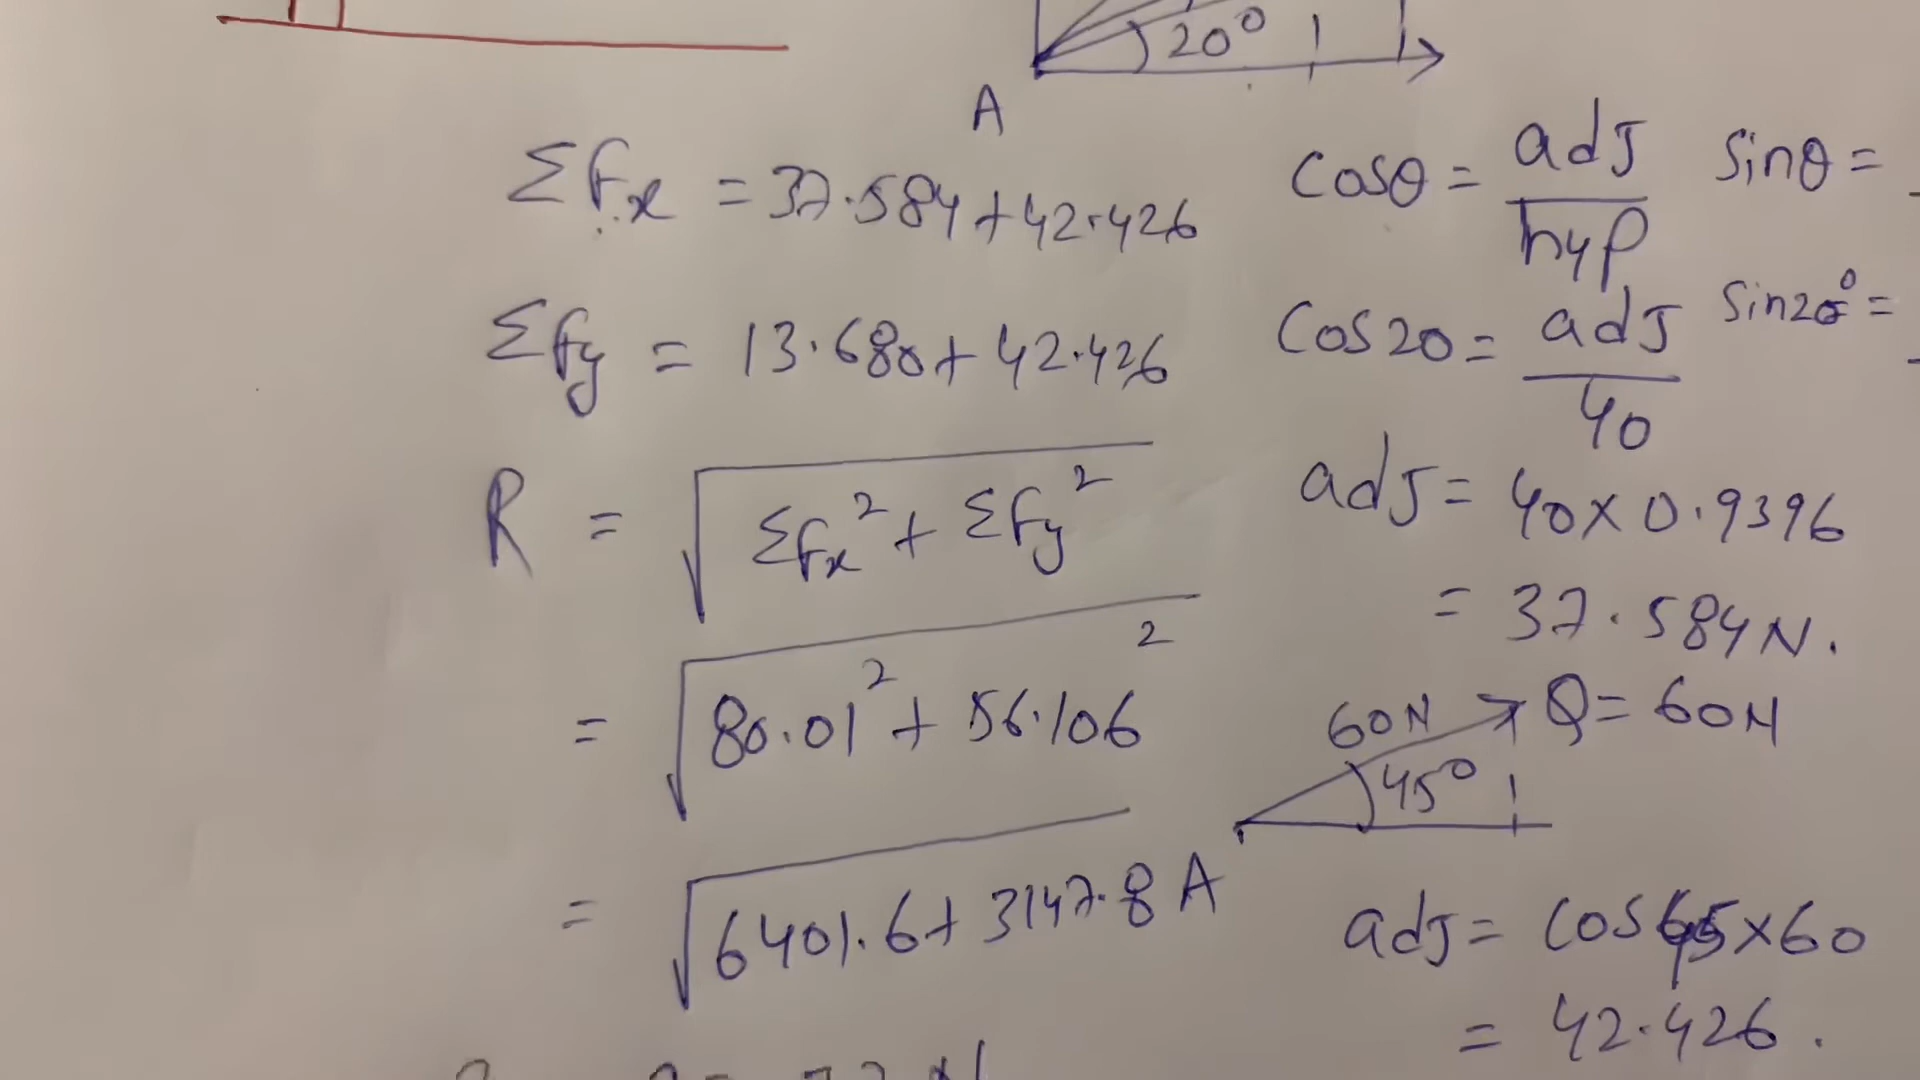 20°
A
Σfx = 37.584+42.426
Σfy = 13.680+42.426
R = √Σfx²+Σfy²
= √80.01²+56.106²
= √6401.6+3147.8
cosθ = adj/hyp
cos20 = adj/40
adj = 40×0.9396
= 37.584N.
sinθ =
sin20° =
60N Q=60N
45°
A
adj = cos45×60
= 42.426.